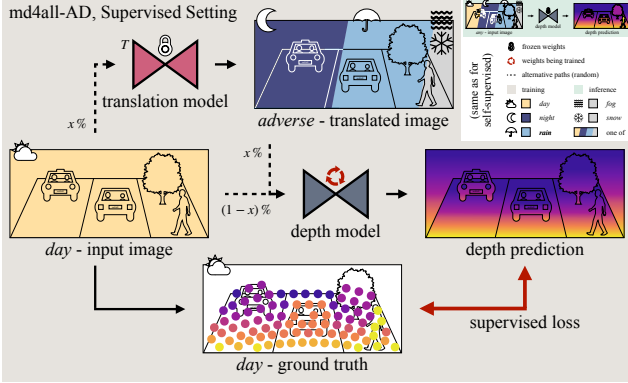 md4all-AD, Supervised Setting
T
translation model
adverse - translated image
x %
x %
(1 − x) %
day - input image
depth model
depth prediction
supervised loss
day - ground truth
day - input image
depth model
depth prediction
(same as for
self-supervised)
frozen weights
weights being trained
alternative paths (random)
training
inference
day
fog
night
snow
rain
one of